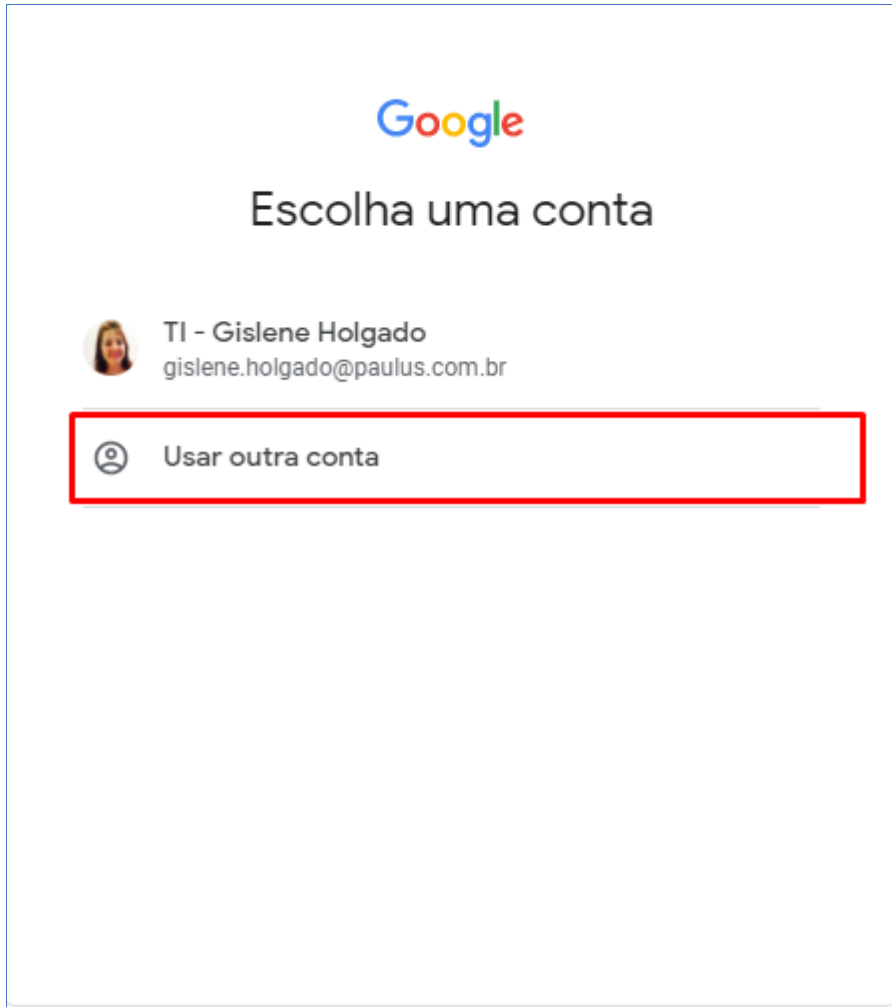 Google
Escolha uma conta
TI - Gislene Holgado
gislene.holgado@paulus.com.br
Usar outra conta